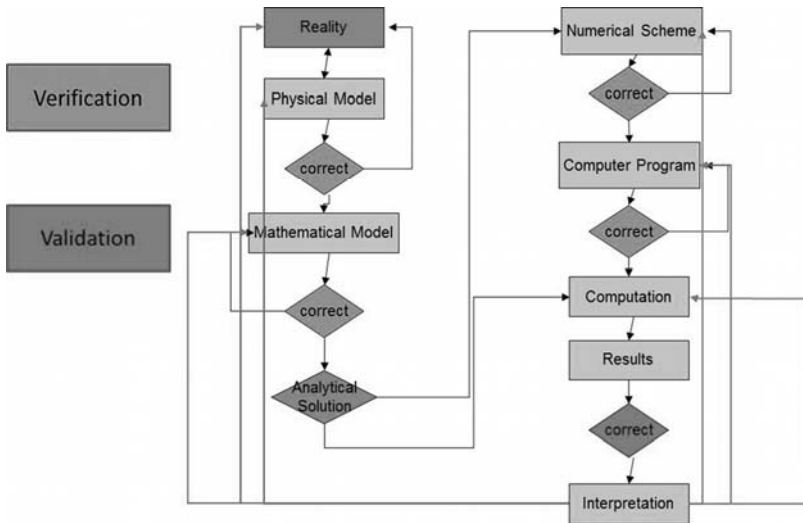 Verification
Validation
Reality
Physical Model
correct
Mathematical Model
correct
Analytical
Solution
Numerical Scheme
correct
Computer Program
correct
Computation
Results
correct
Interpretation